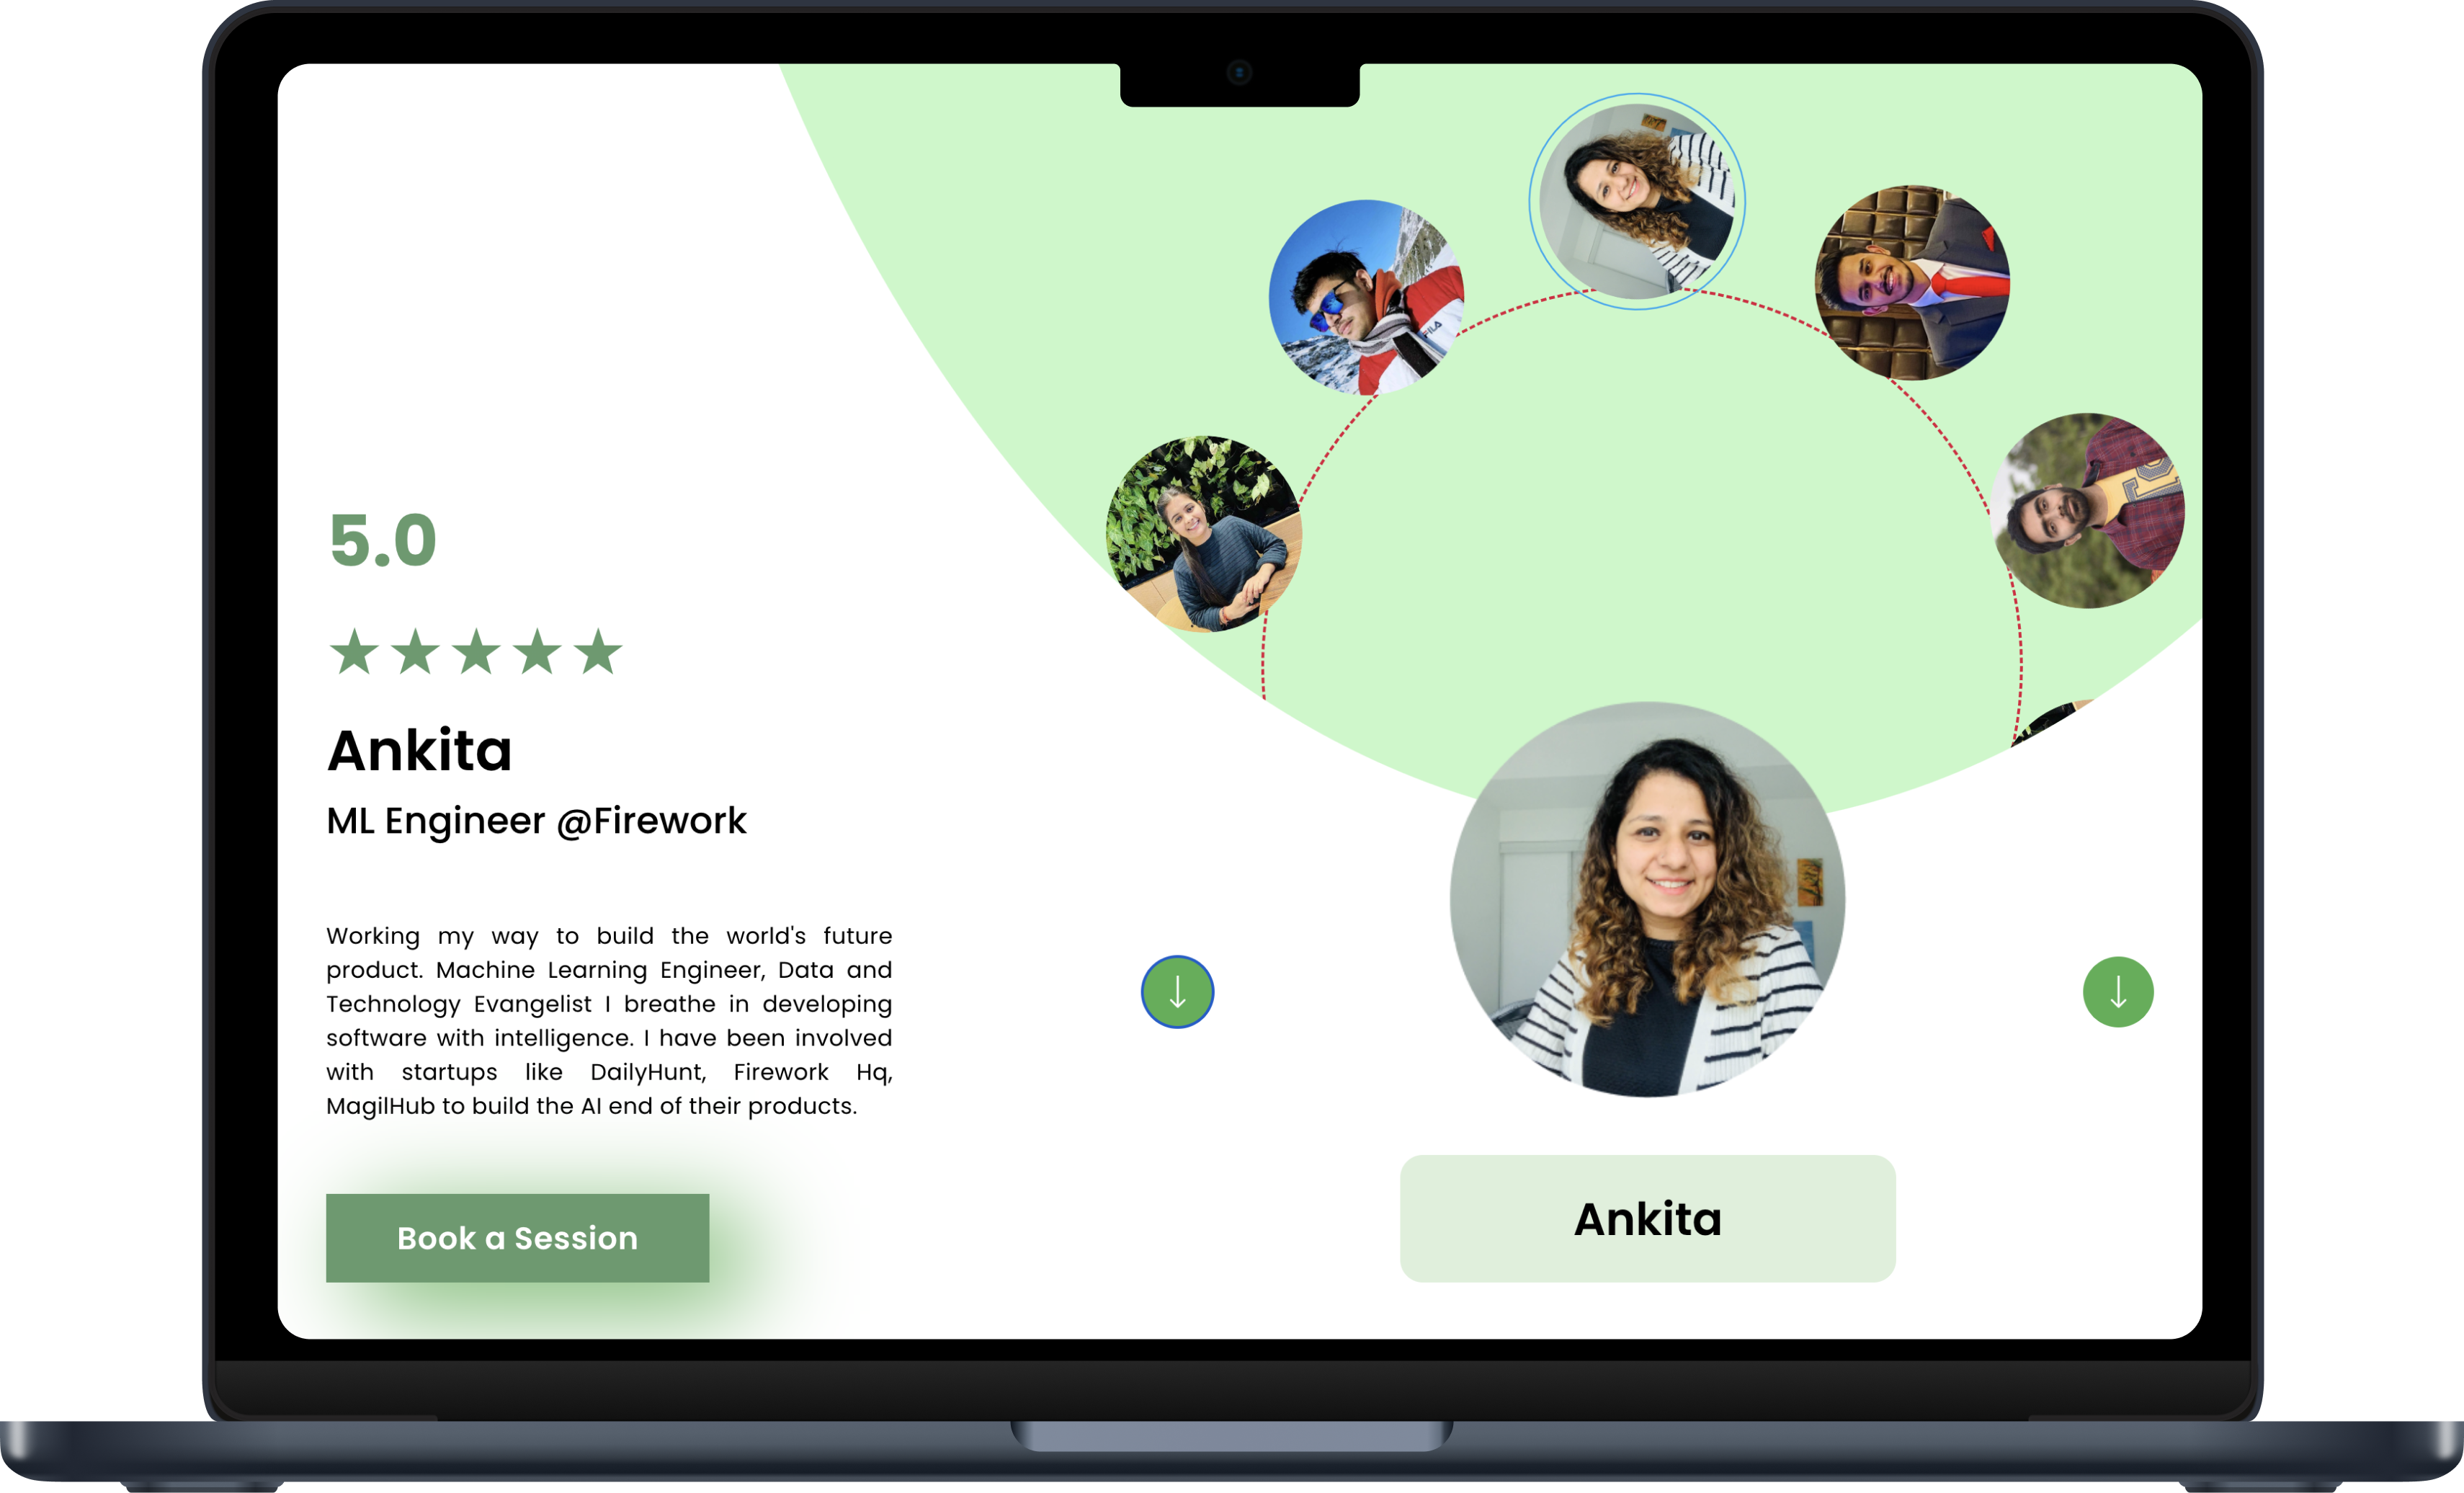 5.0
Ankita
ML Engineer @Firework
Working my way to build the world's future
product. Machine Learning Engineer, Data and
Technology Evangelist I breathe in developing
software with intelligence. I have been involved
with startups like DailyHunt, Firework Hq,
MagilHub to build the AI end of their products.
Book a Session
FILA
Ankita